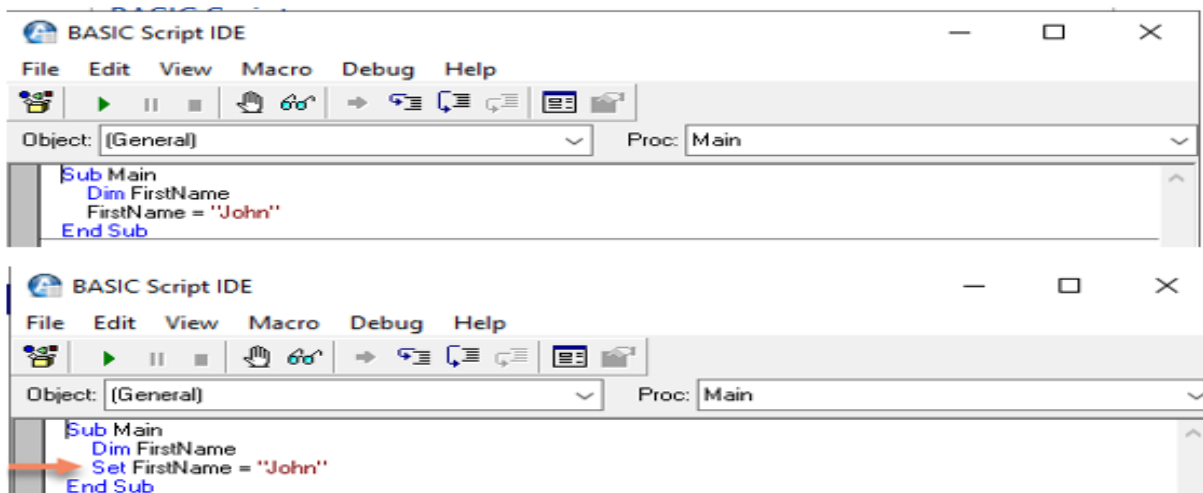 BASIC Script IDE
File Edit View Macro Debug Help
Object: (General) Proc: Main
Sub Main
Dim FirstName
FirstName = "John"
End Sub
BASIC Script IDE
File Edit View Macro Debug Help
Object: (General) Proc: Main
Sub Main
Dim FirstName
Set FirstName = "John"
End Sub